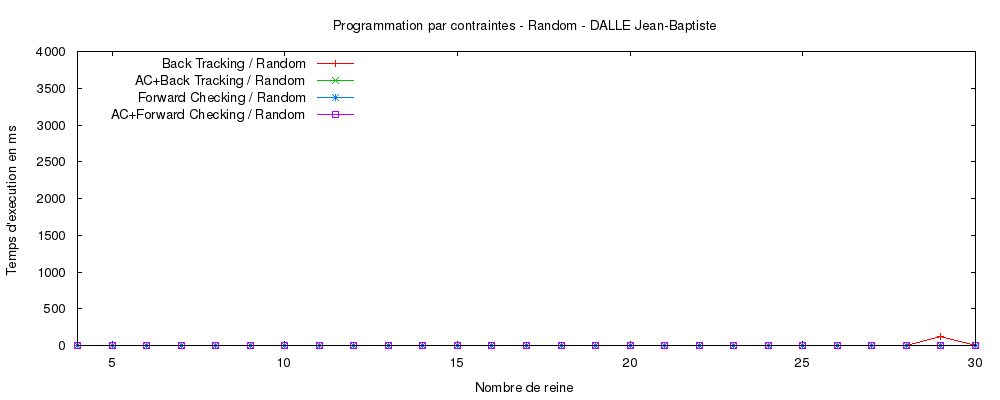 Programmation par contraintes - Random - DALLE Jean-Baptiste
4000
3500
3000
2500
2000
1500
1000
500
0
Temps d'execution en ms
Back Tracking / Random
AC+Back Tracking / Random
Forward Checking / Random
AC+Forward Checking / Random
5 10 15 20 25 30
Nombre de reine